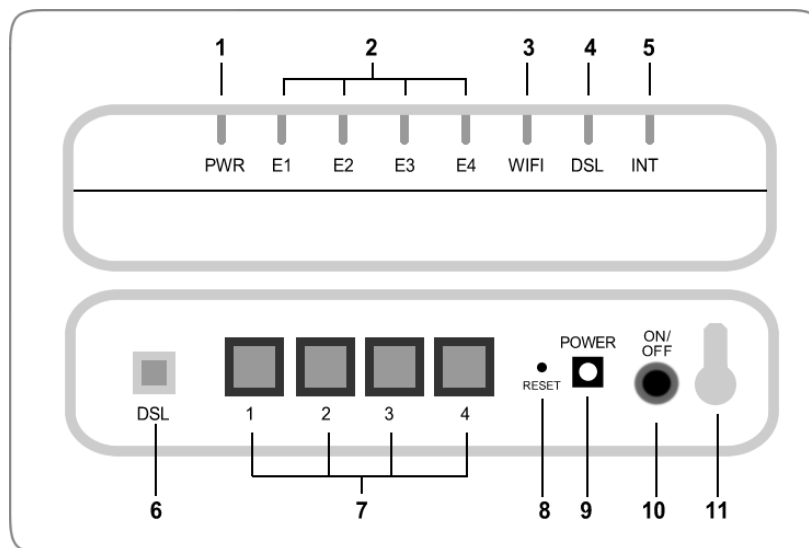 1 2 3 4 5
PWR E1 E2 E3 E4 WIFI DSL INT
POWER ON/
OFF
RESET
DSL 1 2 3 4
6 7 8 9 10 11